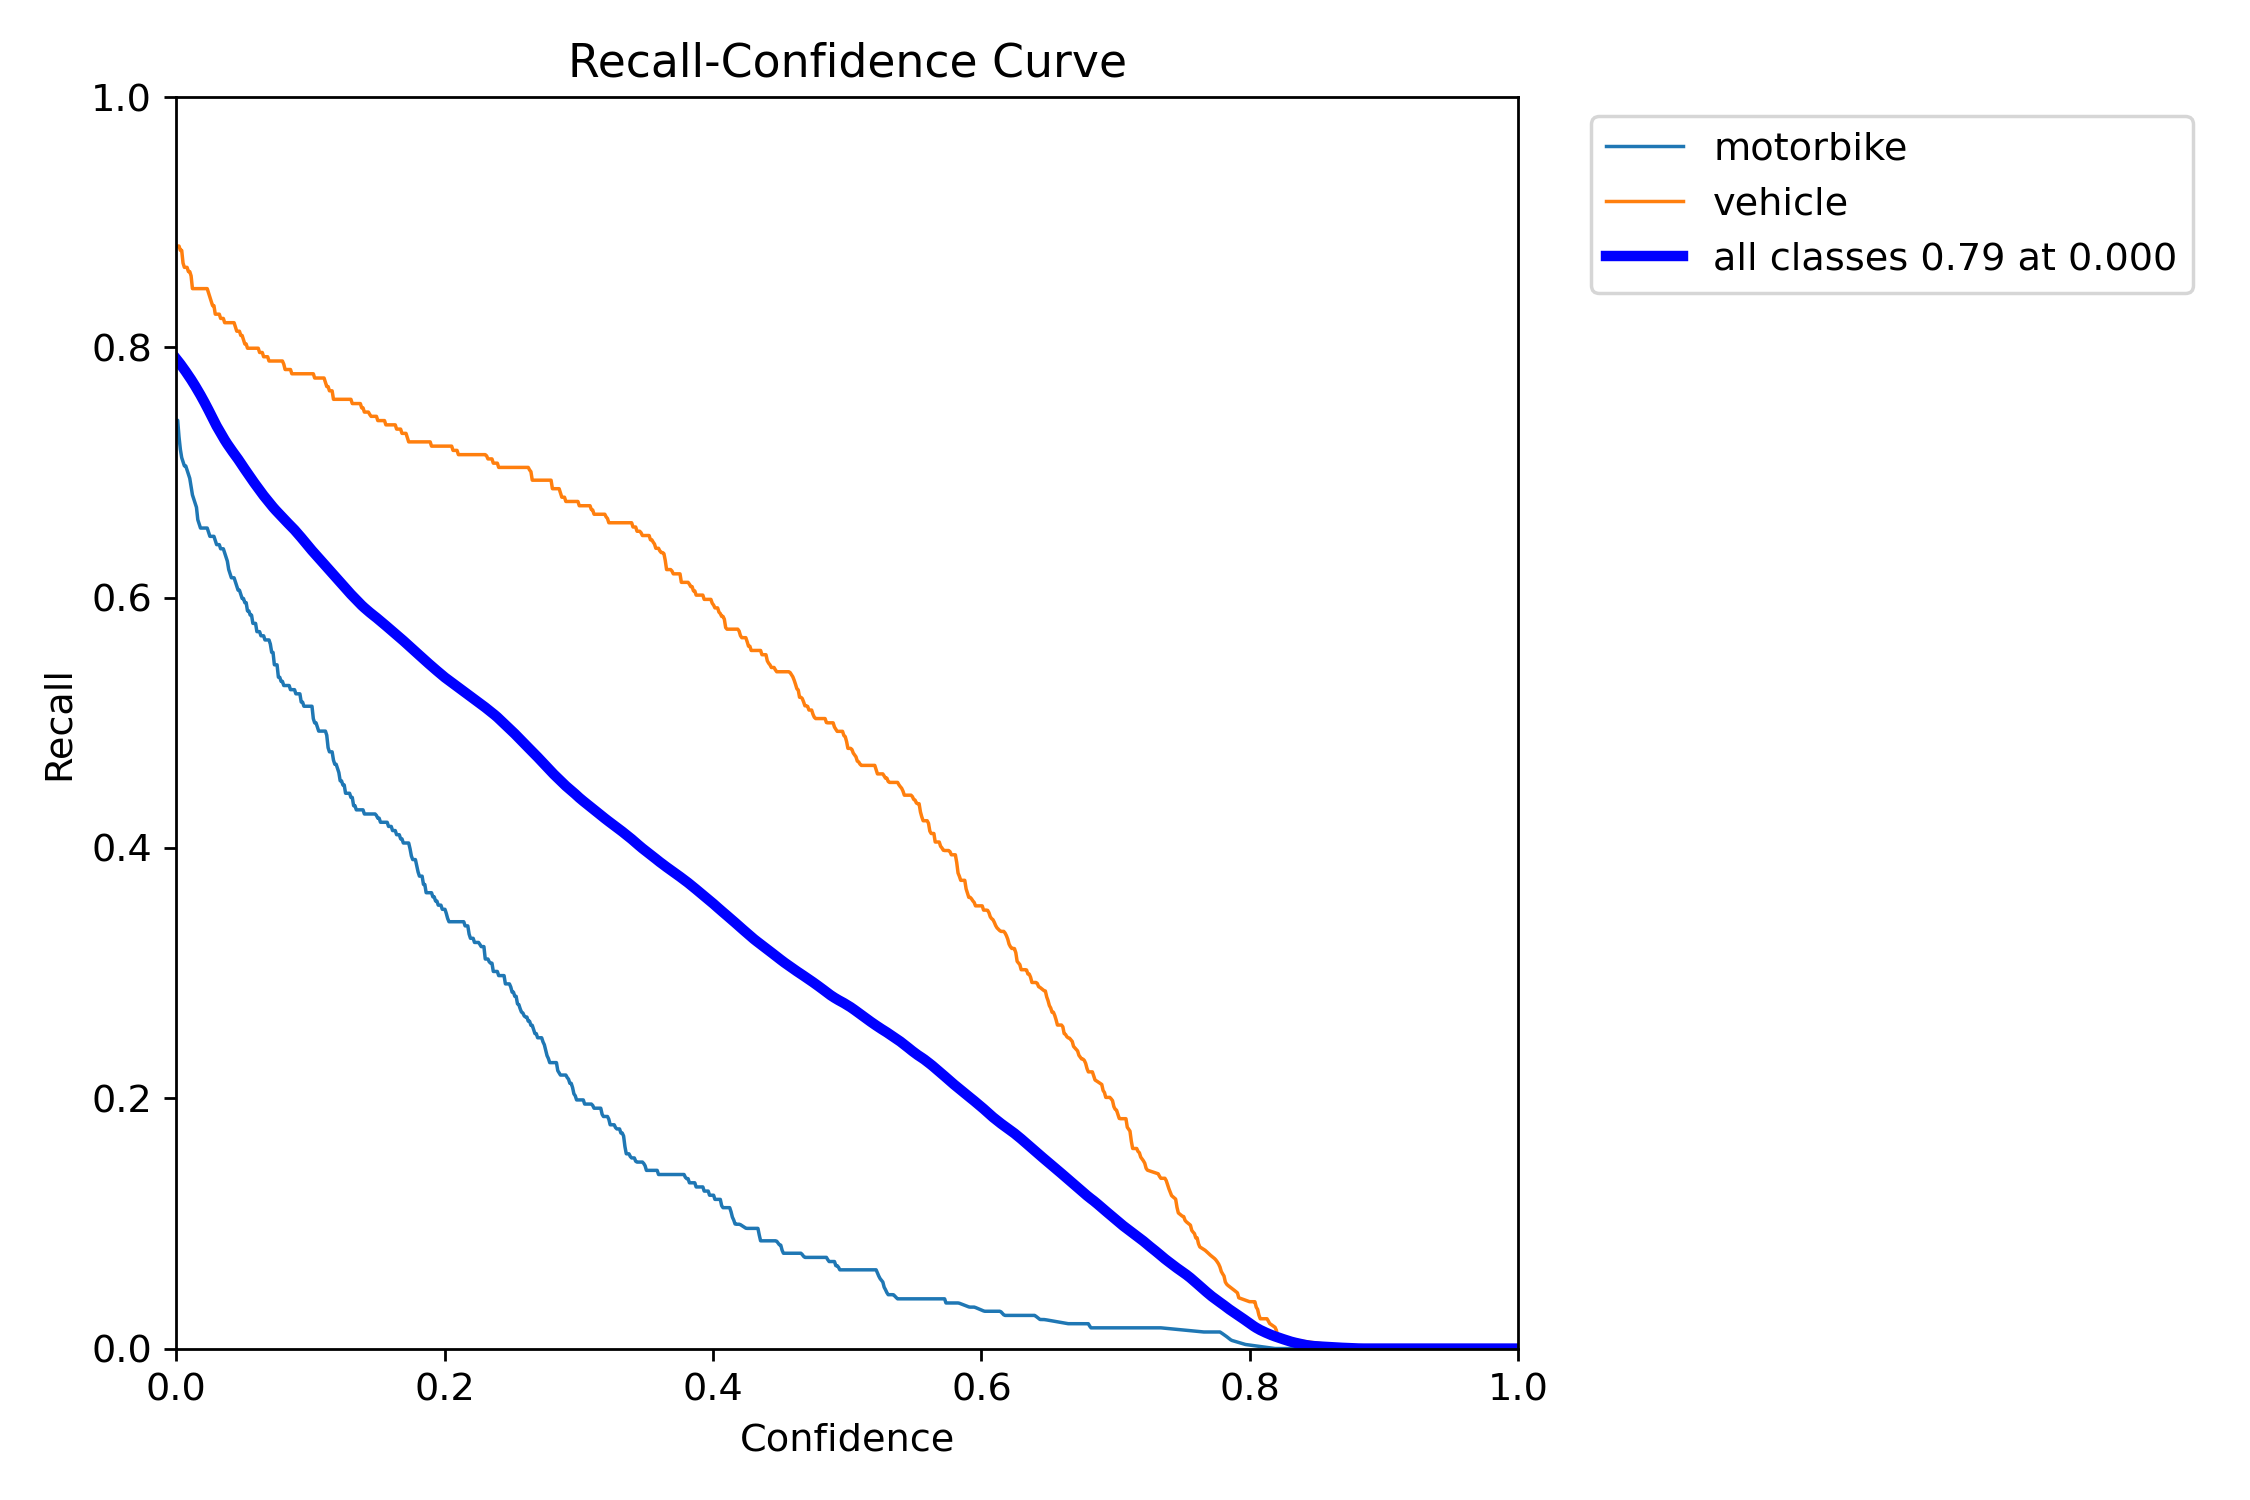 Recall-Confidence Curve
motorbike
vehicle
all classes 0.79 at 0.000
1.0
0.8
0.6
0.4
0.2
0.0
Recall
0.0 0.2 0.4 0.6 0.8 1.0
Confidence